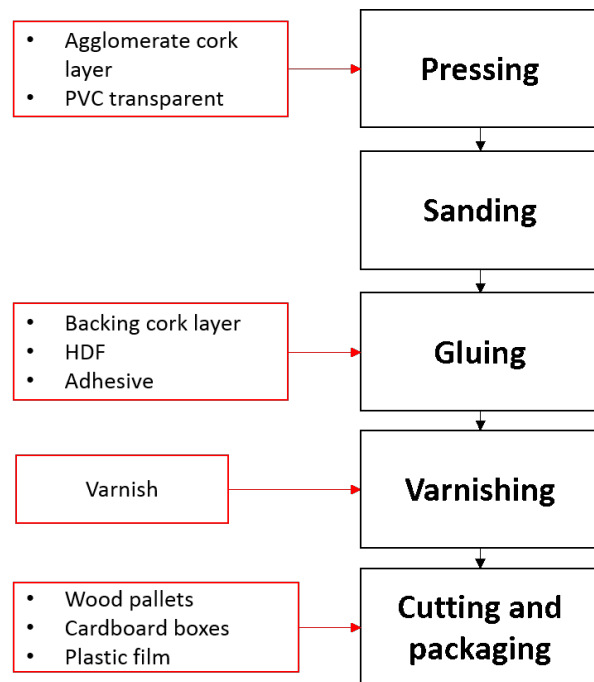 • Agglomerate cork
layer
• PVC transparent
Pressing
Sanding
• Backing cork layer
• HDF
• Adhesive
Gluing
Varnish
Varnishing
• Wood pallets
• Cardboard boxes
• Plastic film
Cutting and
packaging